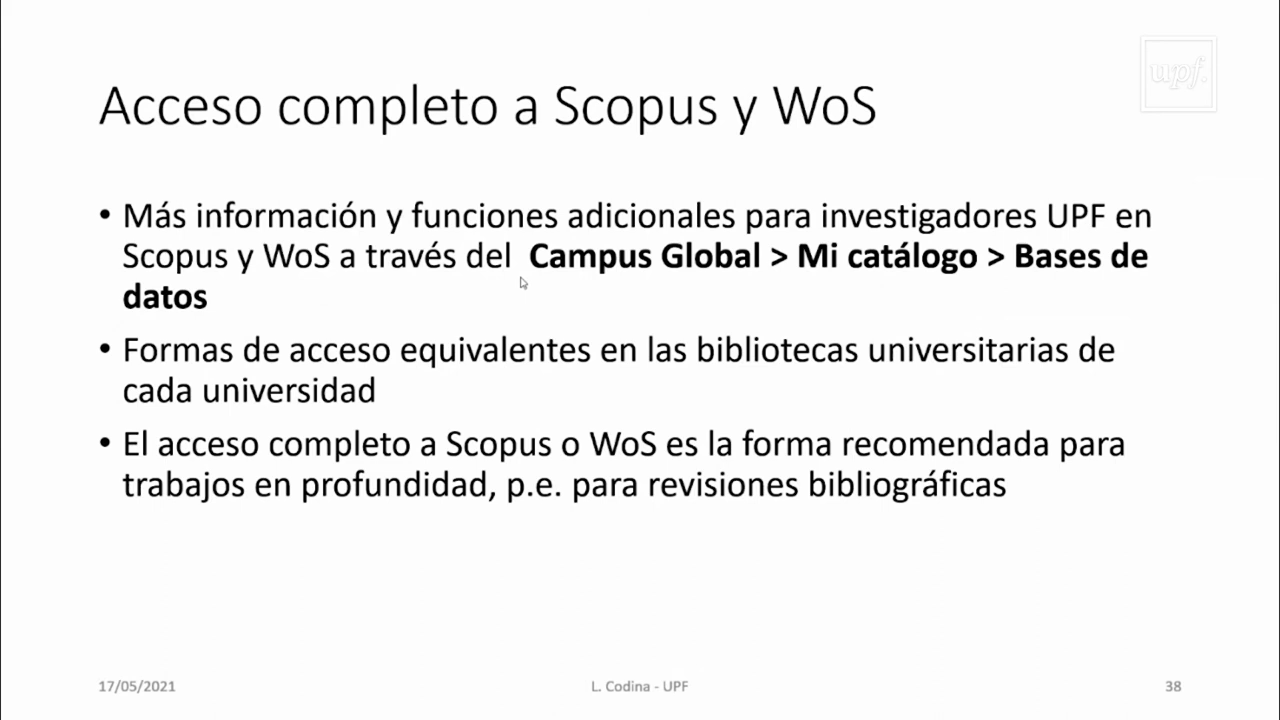 upf.
Acceso completo a Scopus y WoS
• Más información y funciones adicionales para investigadores UPF en
Scopus y WoS a través del Campus Global > Mi catálogo > Bases de
datos
• Formas de acceso equivalentes en las bibliotecas universitarias de
cada universidad
• El acceso completo a Scopus o WoS es la forma recomendada para
trabajos en profundidad, p.e. para revisiones bibliográficas
17/05/2021
L. Codina - UPF
38